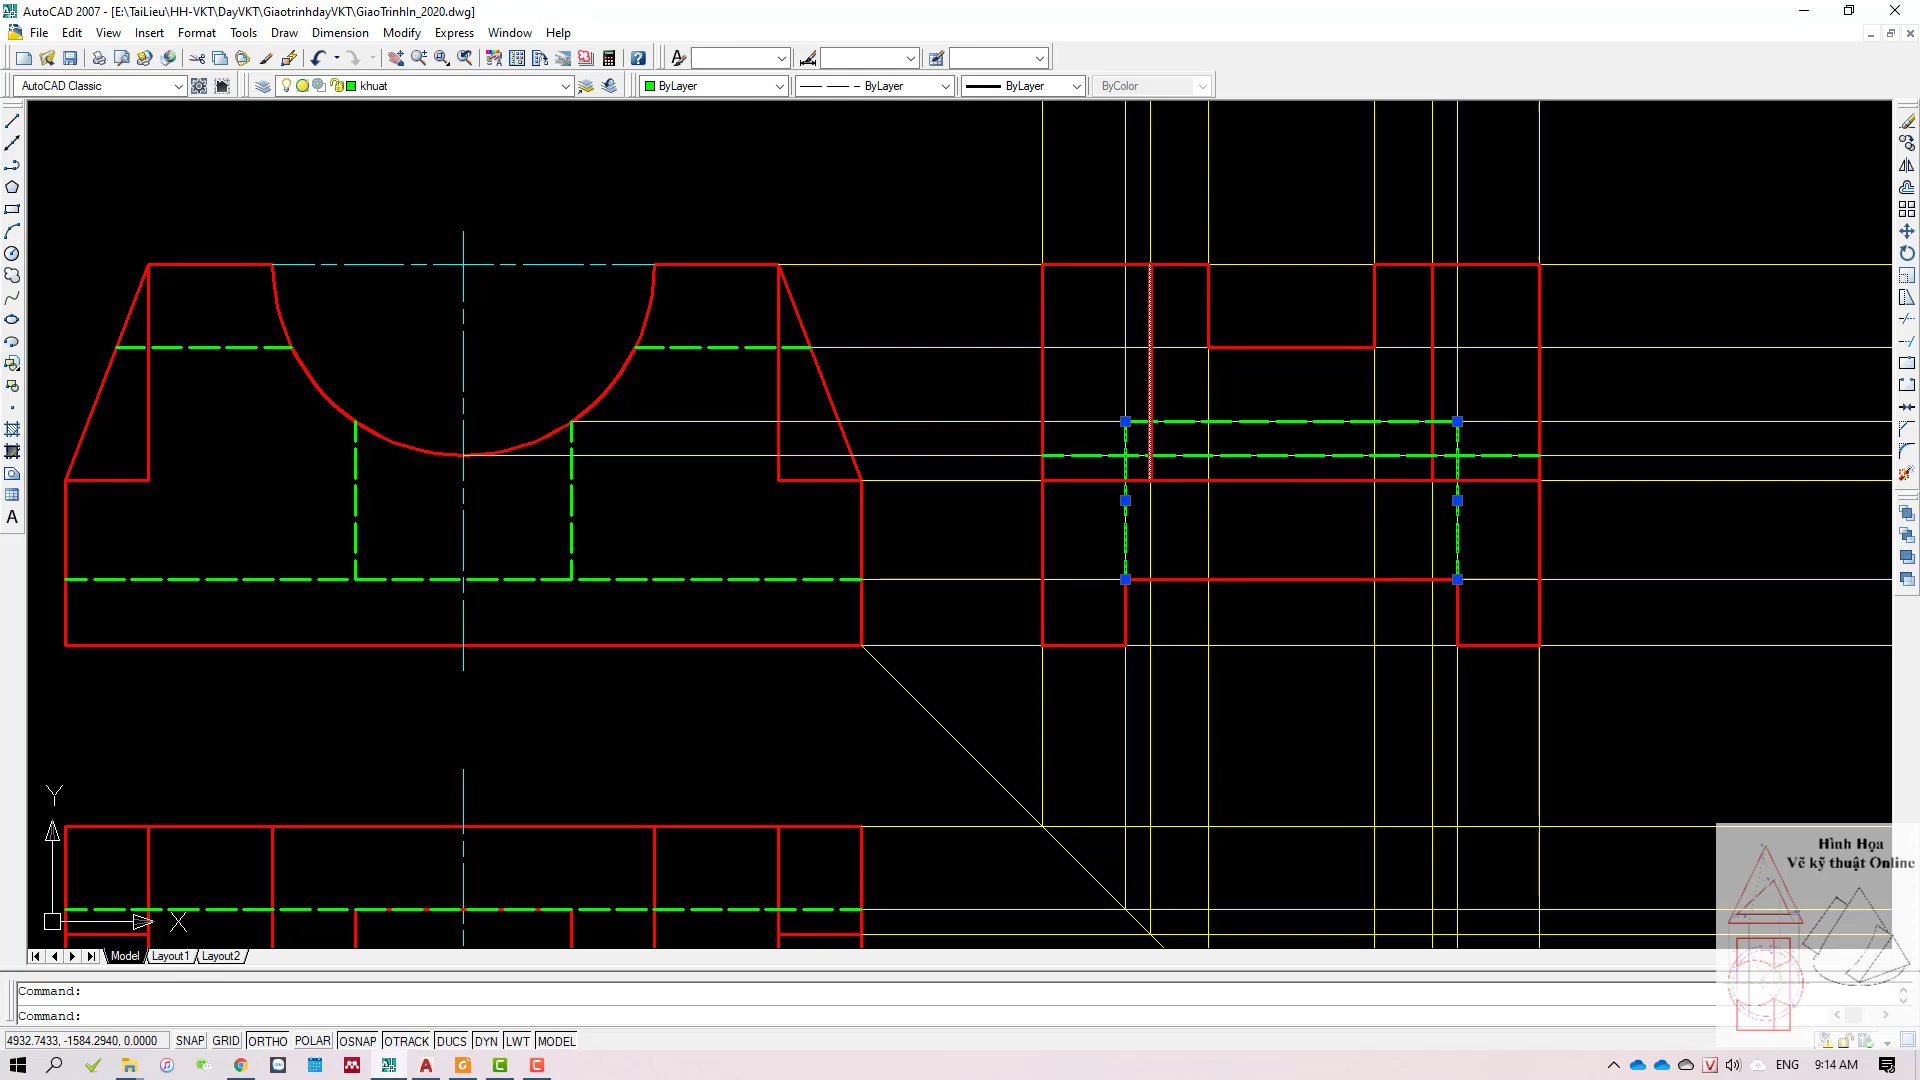 AutoCAD 2007 - [E:\TaiLieu\HH-VKT\DayVKT\GiaotrinhdayVKT\GiaoTrinhIn_2020.dwg]
File Edit View Insert Format Tools Draw Dimension Modify Express Window Help
AutoCAD Classic khuat ByLayer ByLayer ByLayer ByColor
A
Y
X
Hình Họa
Vẽ kỹ thuật Online
Model Layout1 Layout2
Command:
Command:
4932.7433, -1584.2940, 0.0000 SNAP GRID ORTHO POLAR OSNAP OTRACK DUCS DYN LWT MODEL
ENG 9:14 AM